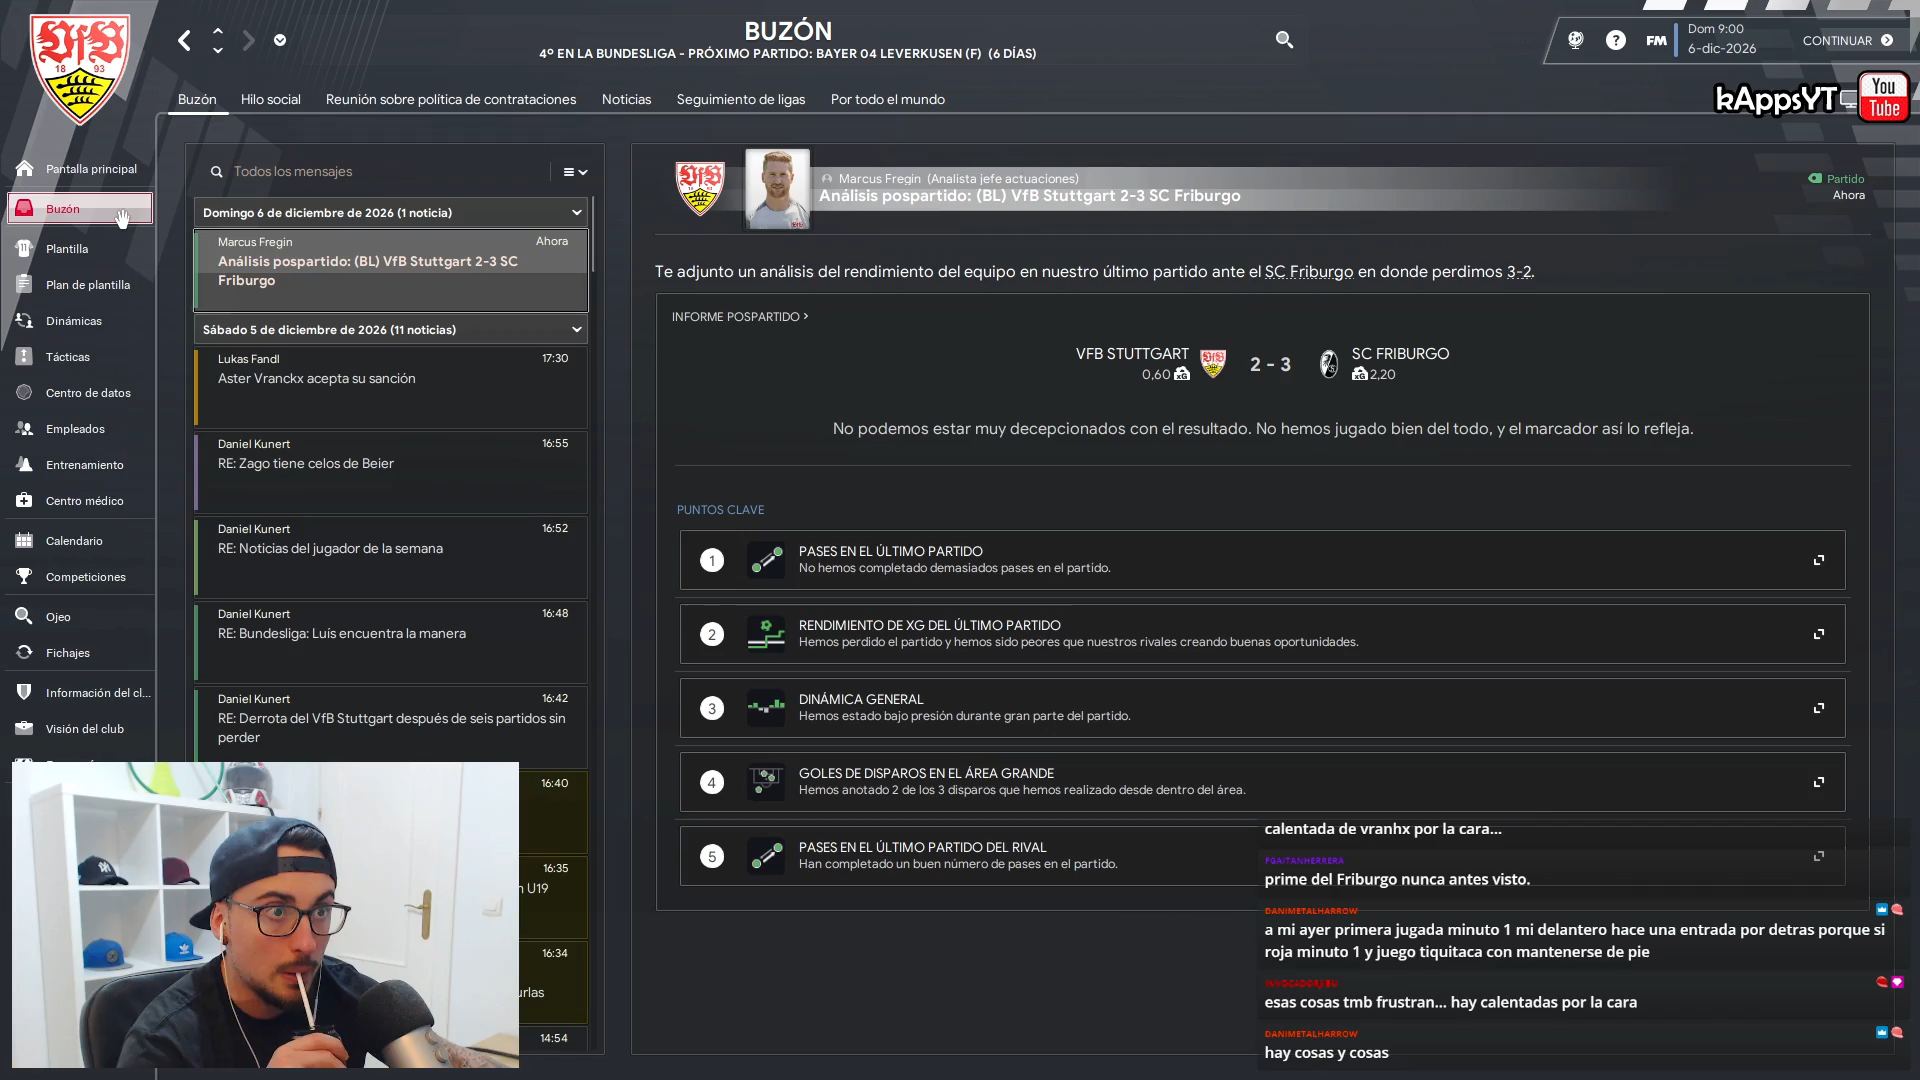 BUZÓN
4º EN LA BUNDESLIGA - PRÓXIMO PARTIDO: BAYER 04 LEVERKUSEN (F) (6 DÍAS)
FM
Dom 9:00
6-dic-2026
CONTINUAR
18 93
Buzón
Hilo social
Reunión sobre política de contrataciones
Noticias
Seguimiento de ligas
Por todo el mundo
kAppsYT
You
Tube
Pantalla principal
Buzón
Plantilla
Plan de plantilla
Dinámicas
Tácticas
Centro de datos
Empleados
Entrenamiento
Centro médico
Calendario
Competiciones
Ojeo
Fichajes
Información del cl...
Visión del club
Todos los mensajes
Domingo 6 de diciembre de 2026 (1 noticia)
Marcus Fregin
Ahora
Análisis pospartido: (BL) VfB Stuttgart 2-3 SC
Friburgo
Sábado 5 de diciembre de 2026 (11 noticias)
Lukas Fandl
17:30
Aster Vranckx acepta su sanción
Daniel Kunert
16:55
RE: Zago tiene celos de Beier
Daniel Kunert
16:52
RE: Noticias del jugador de la semana
Daniel Kunert
16:48
RE: Bundesliga: Luís encuentra la manera
Daniel Kunert
16:42
RE: Derrota del VfB Stuttgart después de seis partidos sin
perder
16:40
16:35
U19
16:34
urlas
14:54
Marcus Fregin (Analista jefe actuaciones)
Análisis pospartido: (BL) VfB Stuttgart 2-3 SC Friburgo
Partido
Ahora
Te adjunto un análisis del rendimiento del equipo en nuestro último partido ante el SC Friburgo en donde perdimos 3-2.
INFORME POSPARTIDO >
VFB STUTTGART
0,60 xG
2 - 3
SC FRIBURGO
xG 2,20
No podemos estar muy decepcionados con el resultado. No hemos jugado bien del todo, y el marcador así lo refleja.
PUNTOS CLAVE
1
PASES EN EL ÚLTIMO PARTIDO
No hemos completado demasiados pases en el partido.
2
RENDIMIENTO DE XG DEL ÚLTIMO PARTIDO
Hemos perdido el partido y hemos sido peores que nuestros rivales creando buenas oportunidades.
3
DINÁMICA GENERAL
Hemos estado bajo presión durante gran parte del partido.
4
GOLES DE DISPAROS EN EL ÁREA GRANDE
Hemos anotado 2 de los 3 disparos que hemos realizado desde dentro del área.
5
PASES EN EL ÚLTIMO PARTIDO DEL RIVAL
Han completado un buen número de pases en el partido.
calentada de vranhx por la cara...
FGAITANHERRERA
prime del Friburgo nunca antes visto.
DANIMETALHARROW
a mi ayer primera jugada minuto 1 mi delantero hace una entrada por detras porque si
roja minuto 1 y juego tiquitaca con mantenerse de pie
esas cosas tmb frustran... hay calentadas por la cara
DANIMETALHARROW
hay cosas y cosas